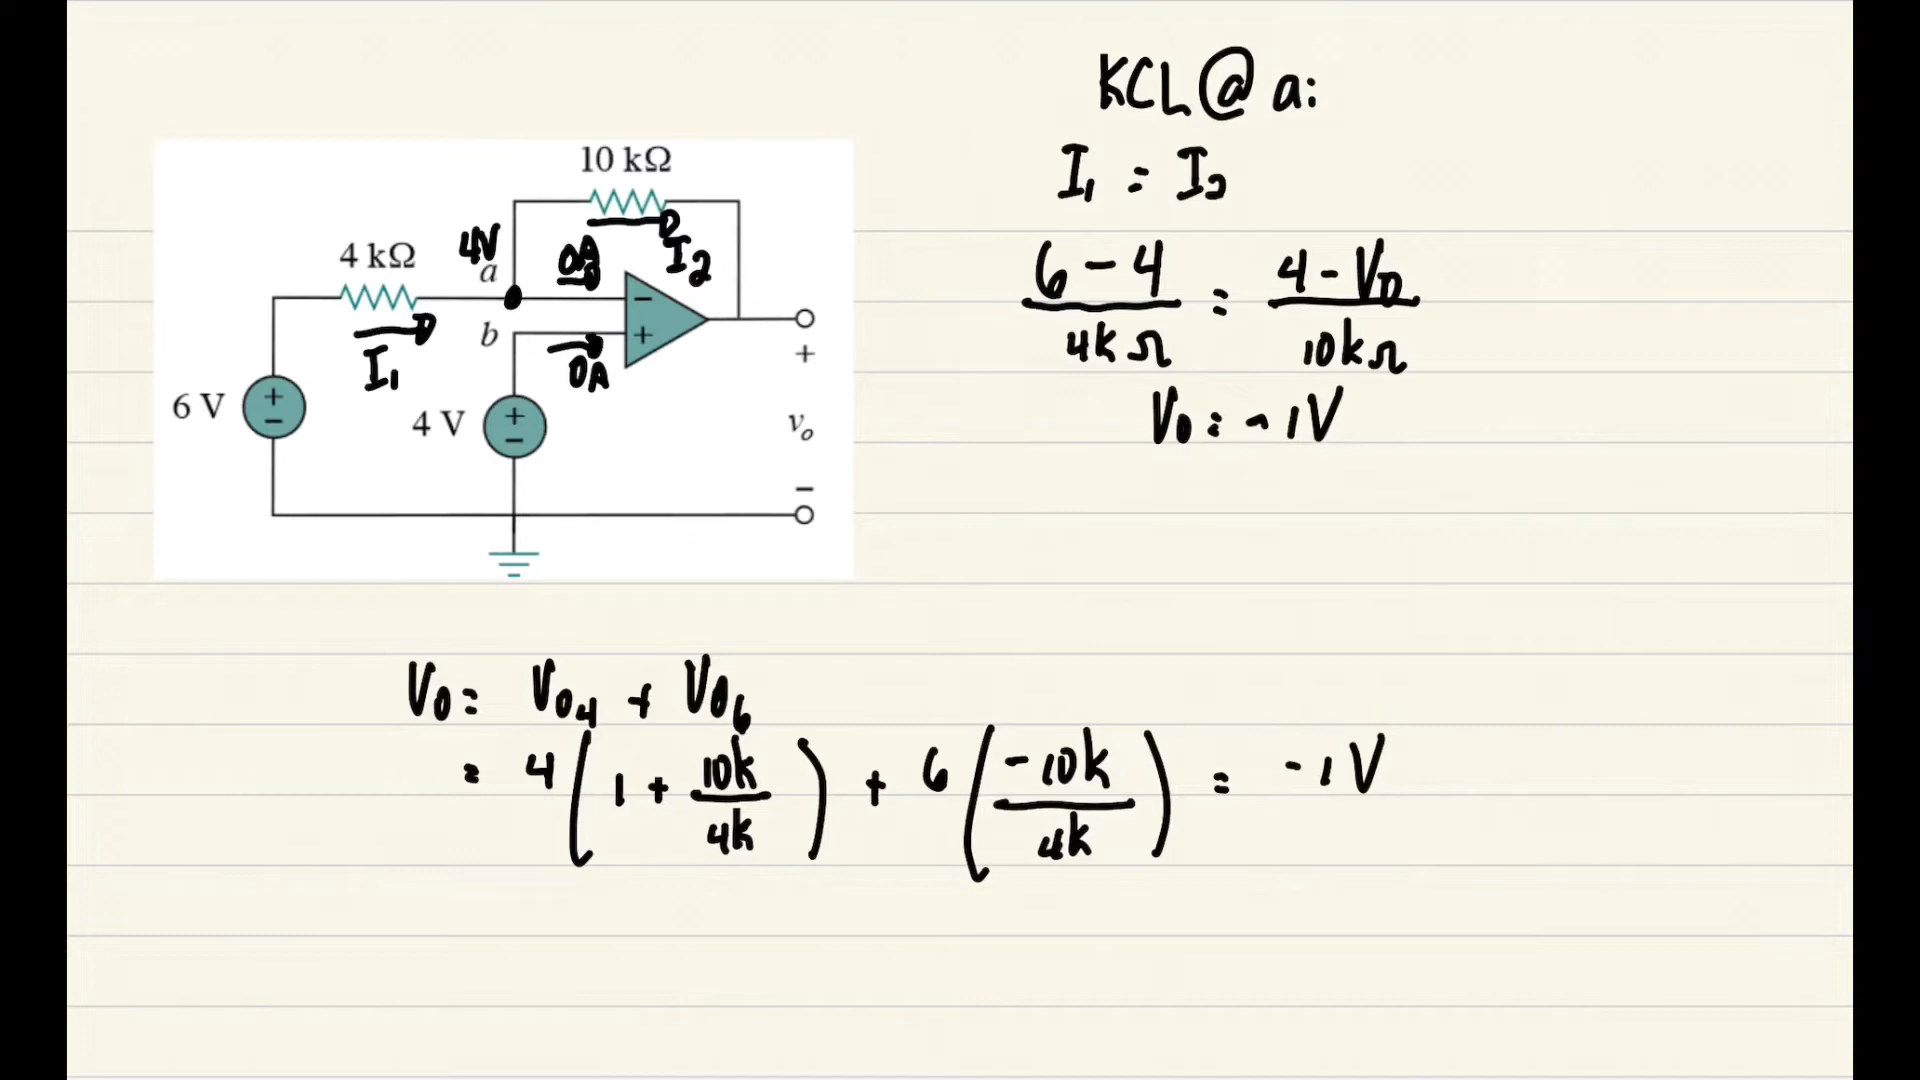 KCL@ a:
I₁ = I₂
6 - 4 / 4kΩ = 4 - V₀ / 10kΩ
V₀ = -1V
10 kΩ
4 kΩ
4V
a
0A
I₂
b
I₁
0A
6 V
4 V
+
−
+
−
−
+
+
vₒ
−
V₀ = V₀₄ + V₀₆
= 4 ( 1 + 10k / 4k ) + 6 ( -10k / 4k ) = -1V